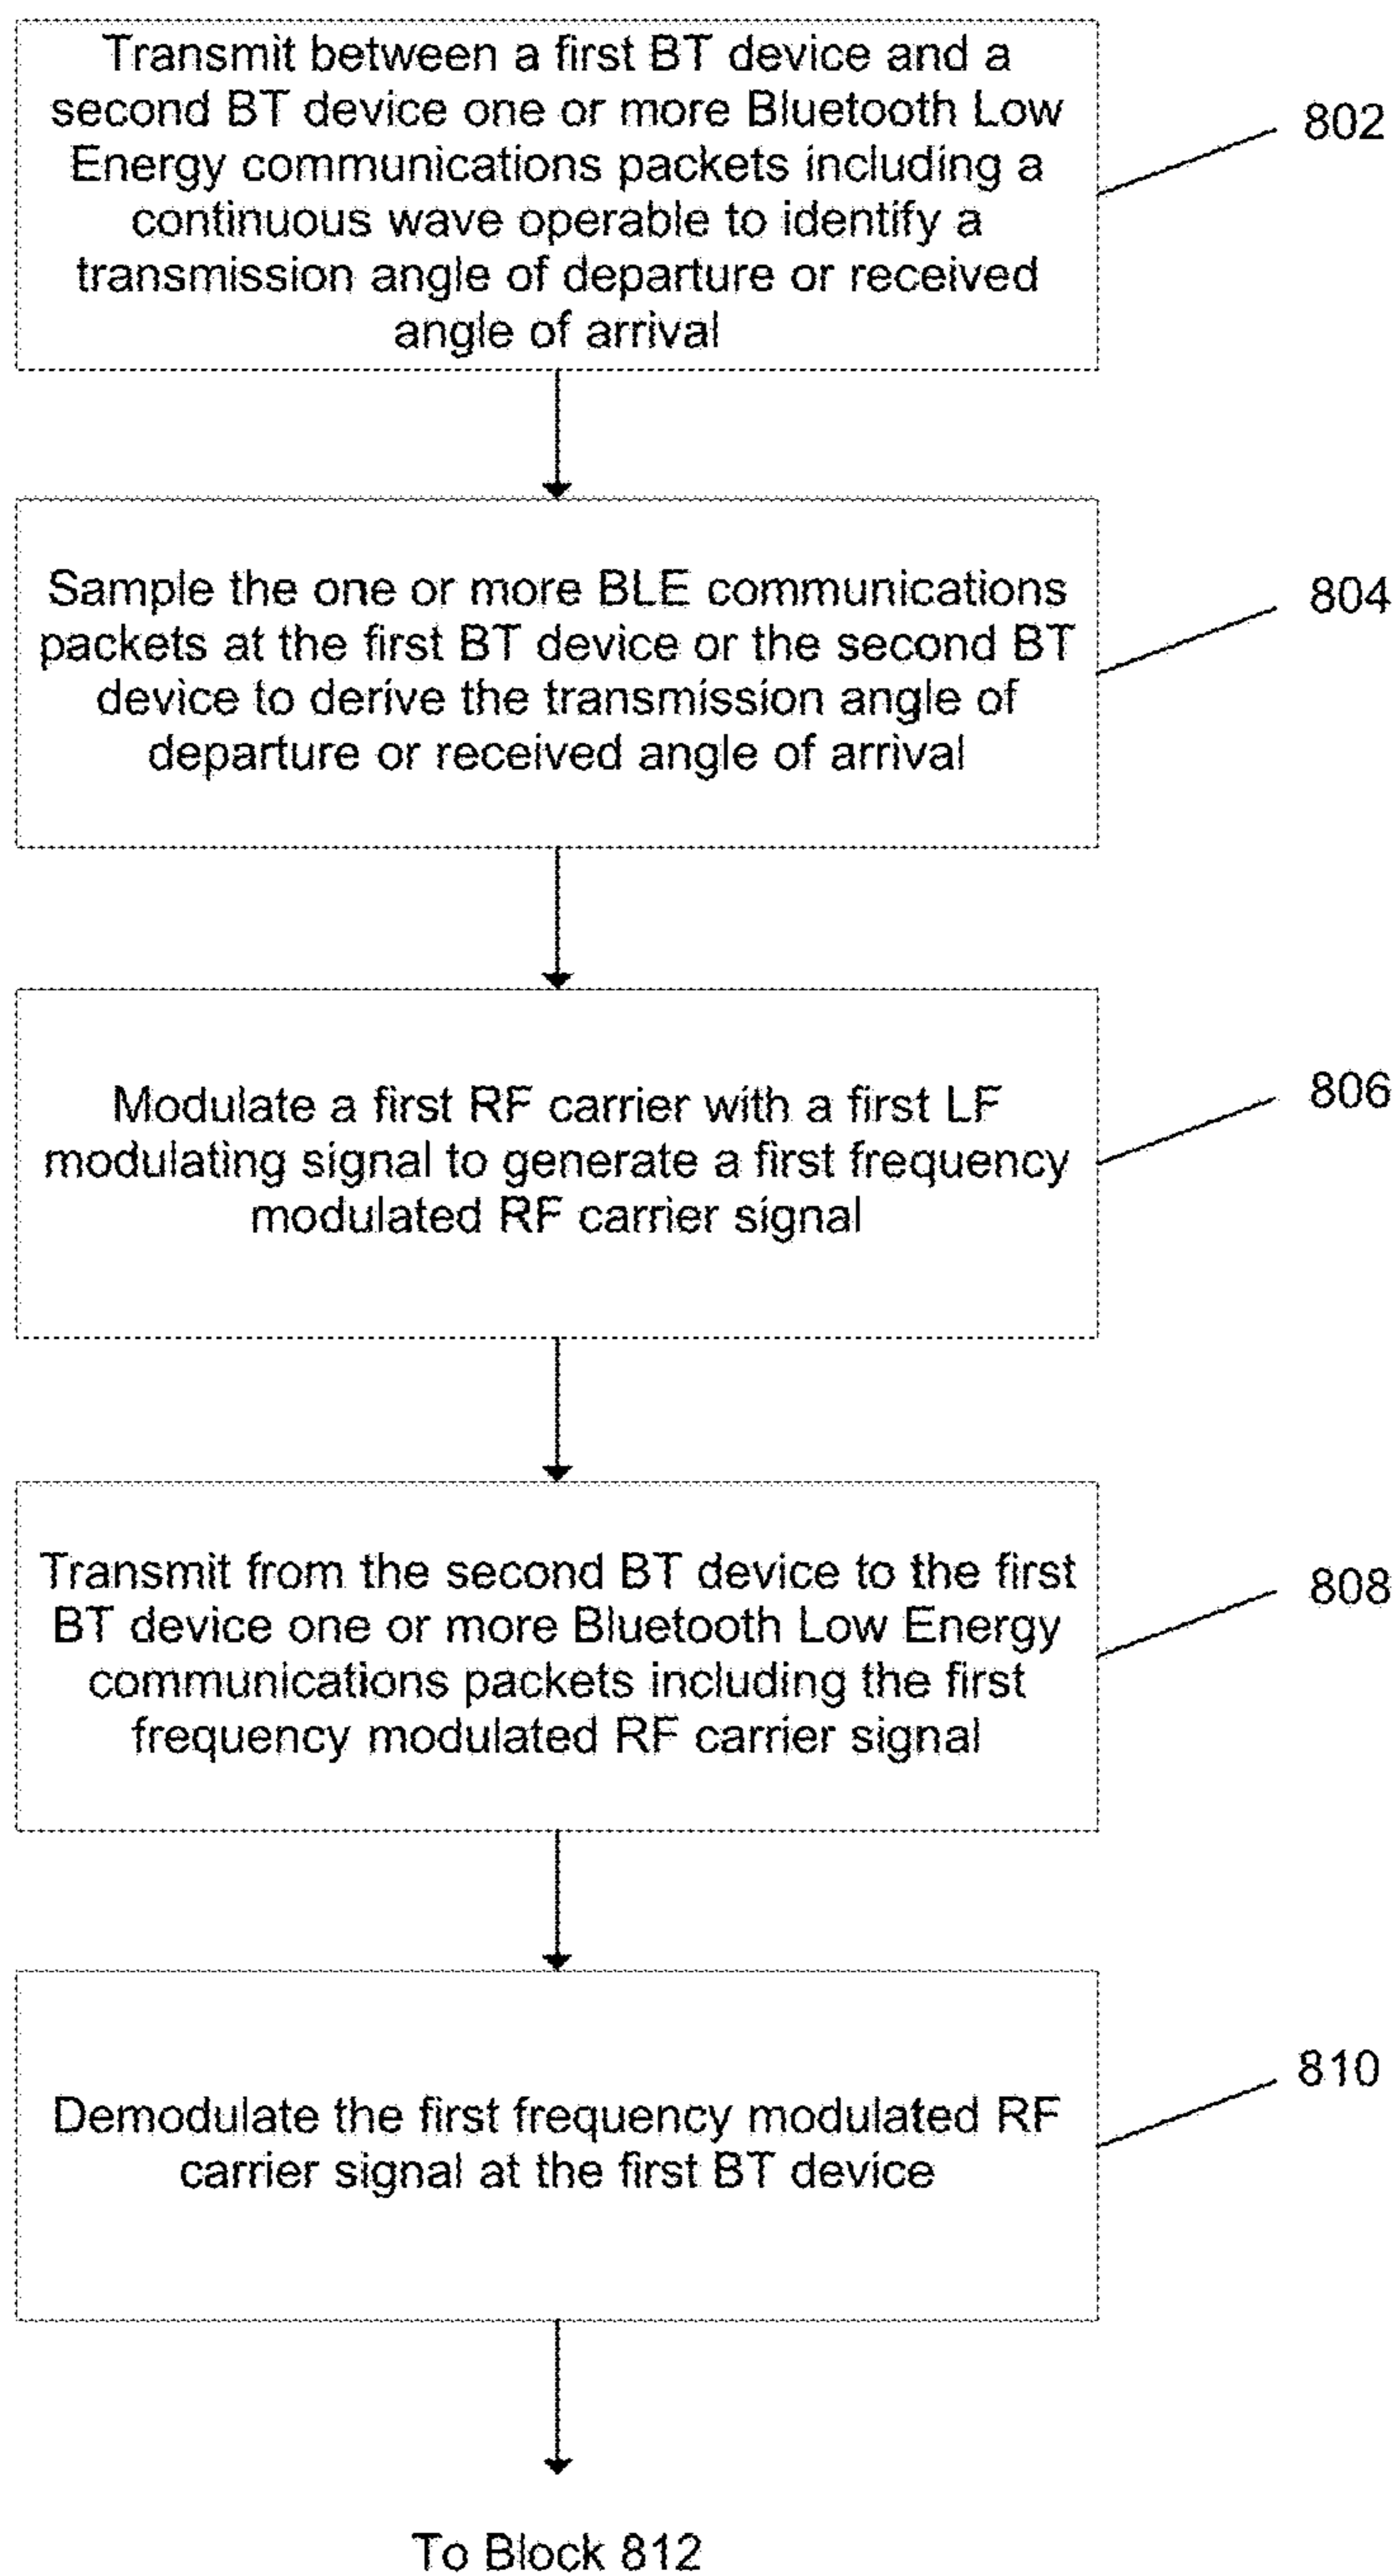 Transmit between a first BT device and a
second BT device one or more Bluetooth Low
Energy communications packets including a
continuous wave operable to identify a
transmission angle of departure or received
angle of arrival
802
Sample the one or more BLE communications
packets at the first BT device or the second BT
device to derive the transmission angle of
departure or received angle of arrival
804
Modulate a first RF carrier with a first LF
modulating signal to generate a first frequency
modulated RF carrier signal
806
Transmit from the second BT device to the first
BT device one or more Bluetooth Low Energy
communications packets including the first
frequency modulated RF carrier signal
808
Demodulate the first frequency modulated RF
carrier signal at the first BT device
810
To Block 812